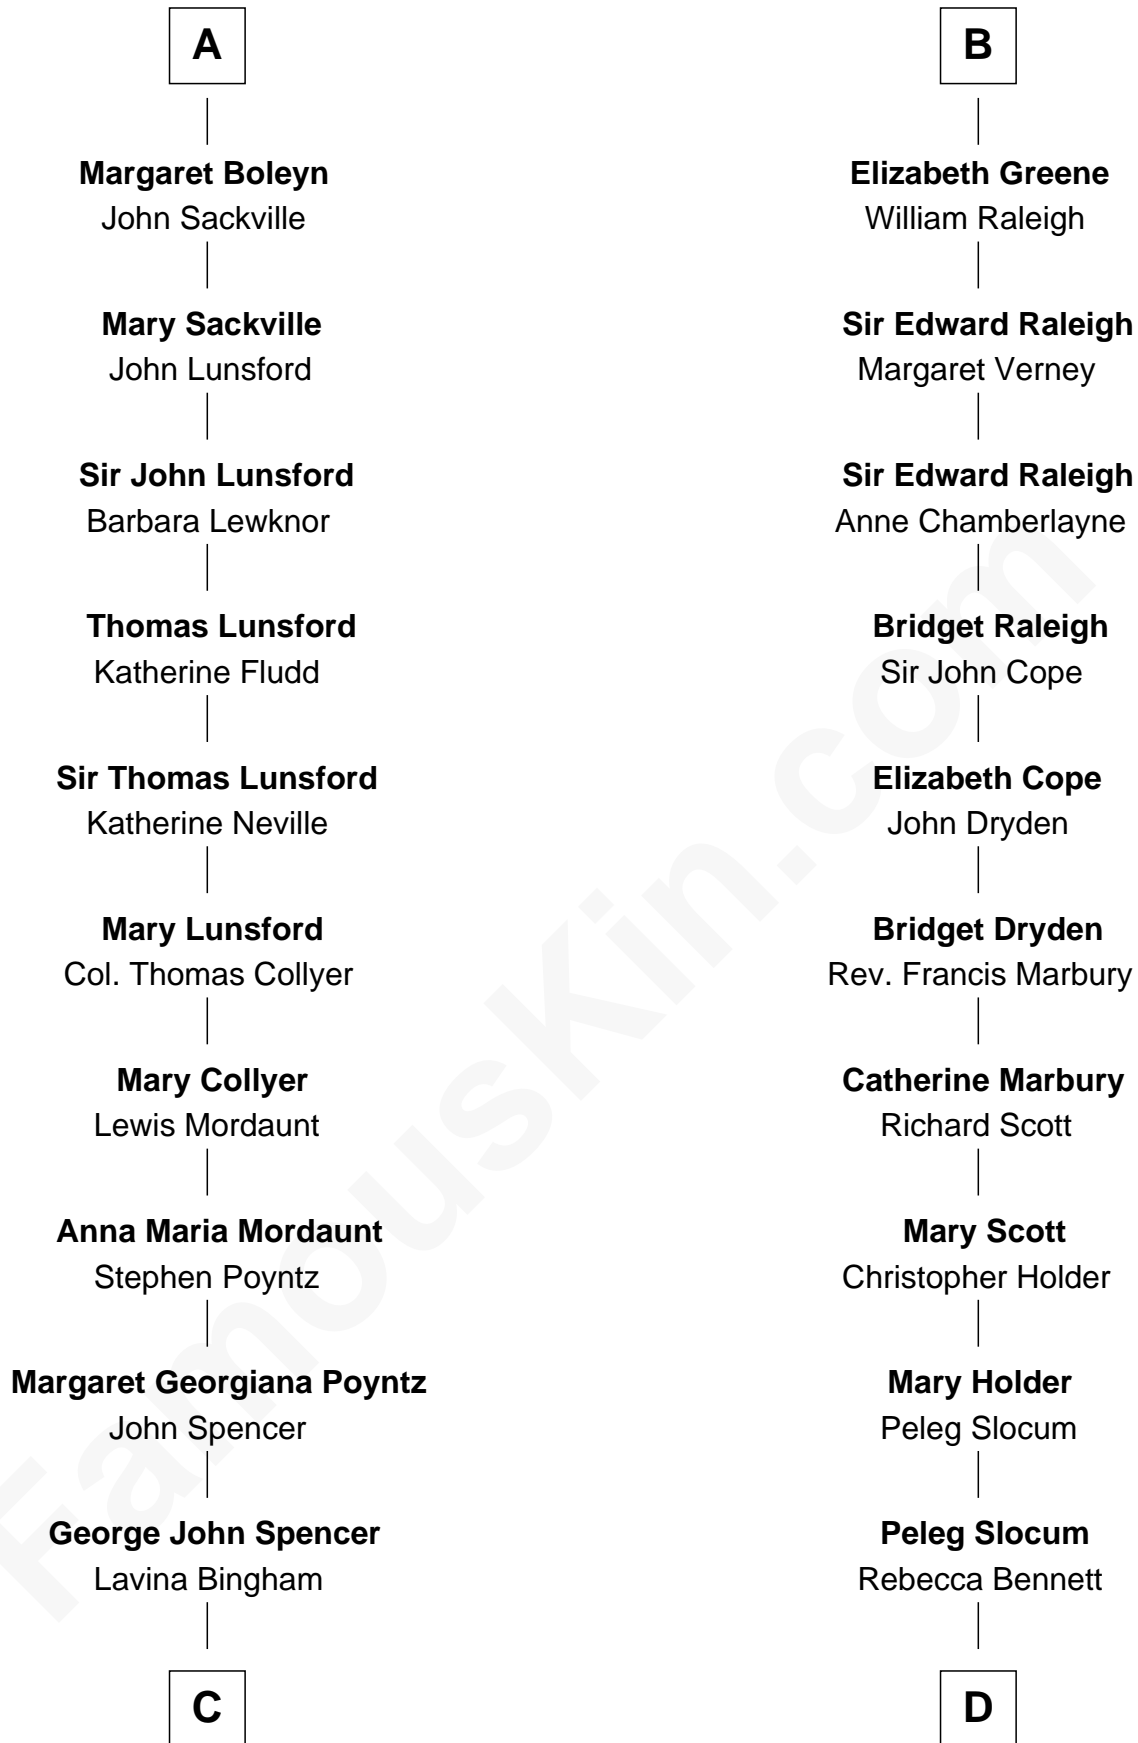 A
Margaret Boleyn
John Sackville
Mary Sackville
John Lunsford
Sir John Lunsford
Barbara Lewknor
Thomas Lunsford
Katherine Fludd
Sir Thomas Lunsford
Katherine Neville
Mary Lunsford
Col. Thomas Collyer
Mary Collyer
Lewis Mordaunt
Anna Maria Mordaunt
Stephen Poyntz
Margaret Georgiana Poyntz
John Spencer
George John Spencer
Lavina Bingham
C
B
Elizabeth Greene
William Raleigh
Sir Edward Raleigh
Margaret Verney
Sir Edward Raleigh
Anne Chamberlayne
Bridget Raleigh
Sir John Cope
Elizabeth Cope
John Dryden
Bridget Dryden
Rev. Francis Marbury
Catherine Marbury
Richard Scott
Mary Scott
Christopher Holder
Mary Holder
Peleg Slocum
Peleg Slocum
Rebecca Bennett
D
FamousKin.com